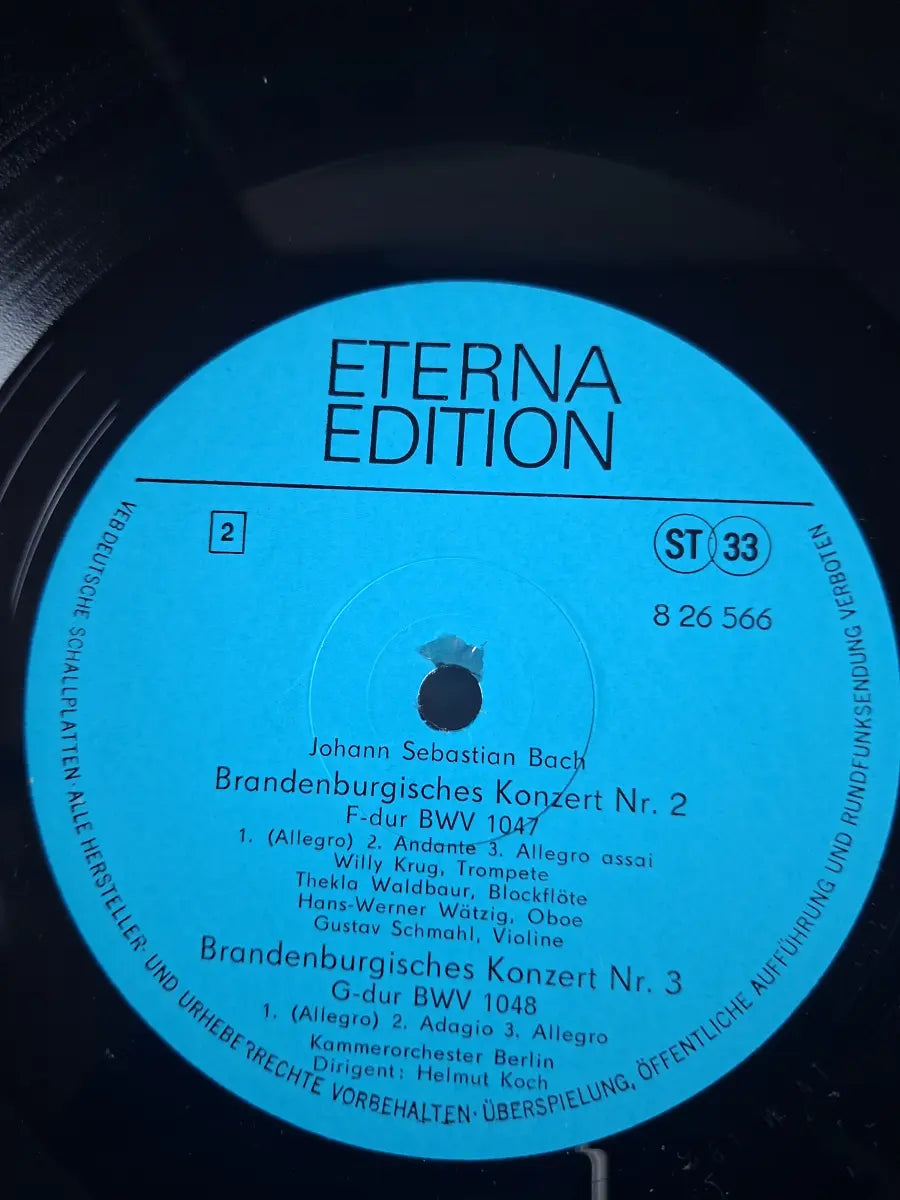 ETERNA
EDITION
2
ST 33
8 26 566
Johann Sebastian Bach
Brandenburgisches Konzert Nr. 2
F-dur BWV 1047
1. (Allegro) 2. Andante 3. Allegro assai
Willy Krug, Trompete
Thekla Waldbaur, Blockflöte
Hans-Werner Wätzig, Oboe
Gustav Schmahl, Violine
Brandenburgisches Konzert Nr. 3
G-dur BWV 1048
1. (Allegro) 2. Adagio 3. Allegro
Kammerorchester Berlin
Dirigent: Helmut Koch
VEB DEUTSCHE SCHALLPLATTEN · ALLE HERSTELLER- UND URHEBERRECHTE VORBEHALTEN · ÜBERSPIELUNG, ÖFFENTLICHE AUFFÜHRUNG UND RUNDFUNKSENDUNG VERBOTEN